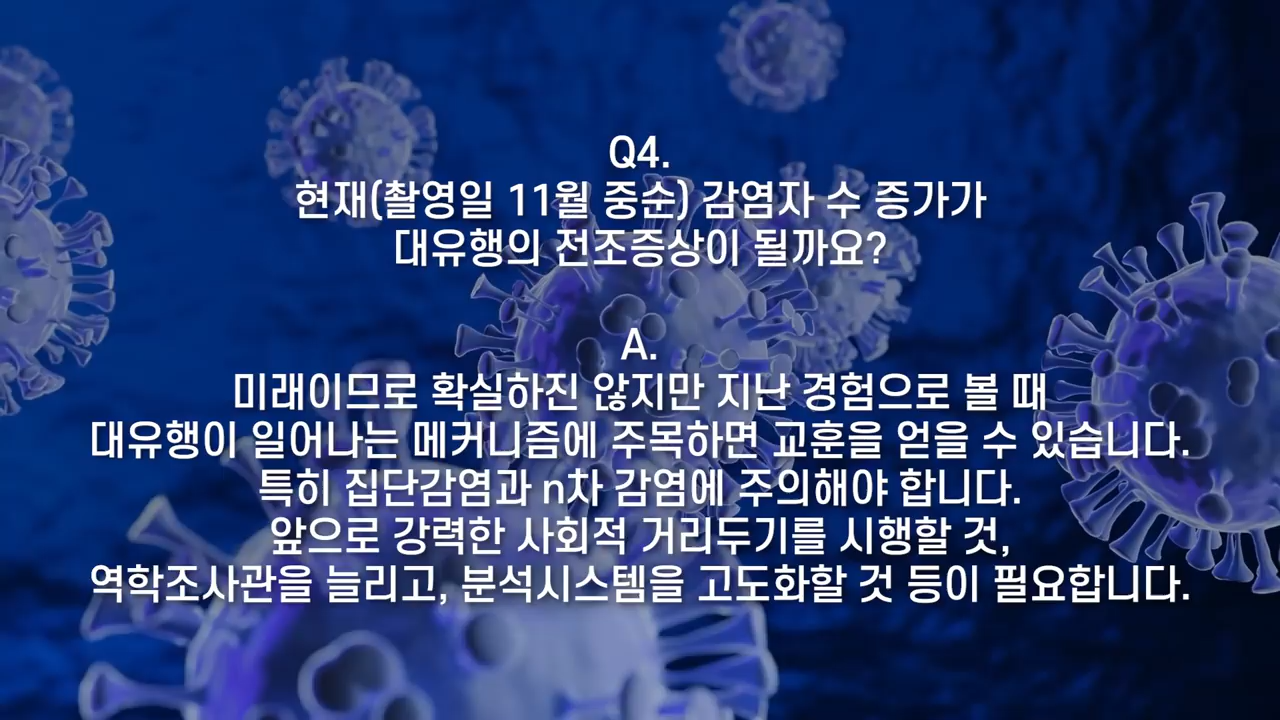 Q4.
현재(촬영일 11월 중순) 감염자 수 증가가
대유행의 전조증상이 될까요?
A.
미래이므로 확실하진 않지만 지난 경험으로 볼 때
대유행이 일어나는 메커니즘에 주목하면 교훈을 얻을 수 있습니다.
특히 집단감염과 n차 감염에 주의해야 합니다.
앞으로 강력한 사회적 거리두기를 시행할 것,
역학조사관을 늘리고, 분석시스템을 고도화할 것 등이 필요합니다.